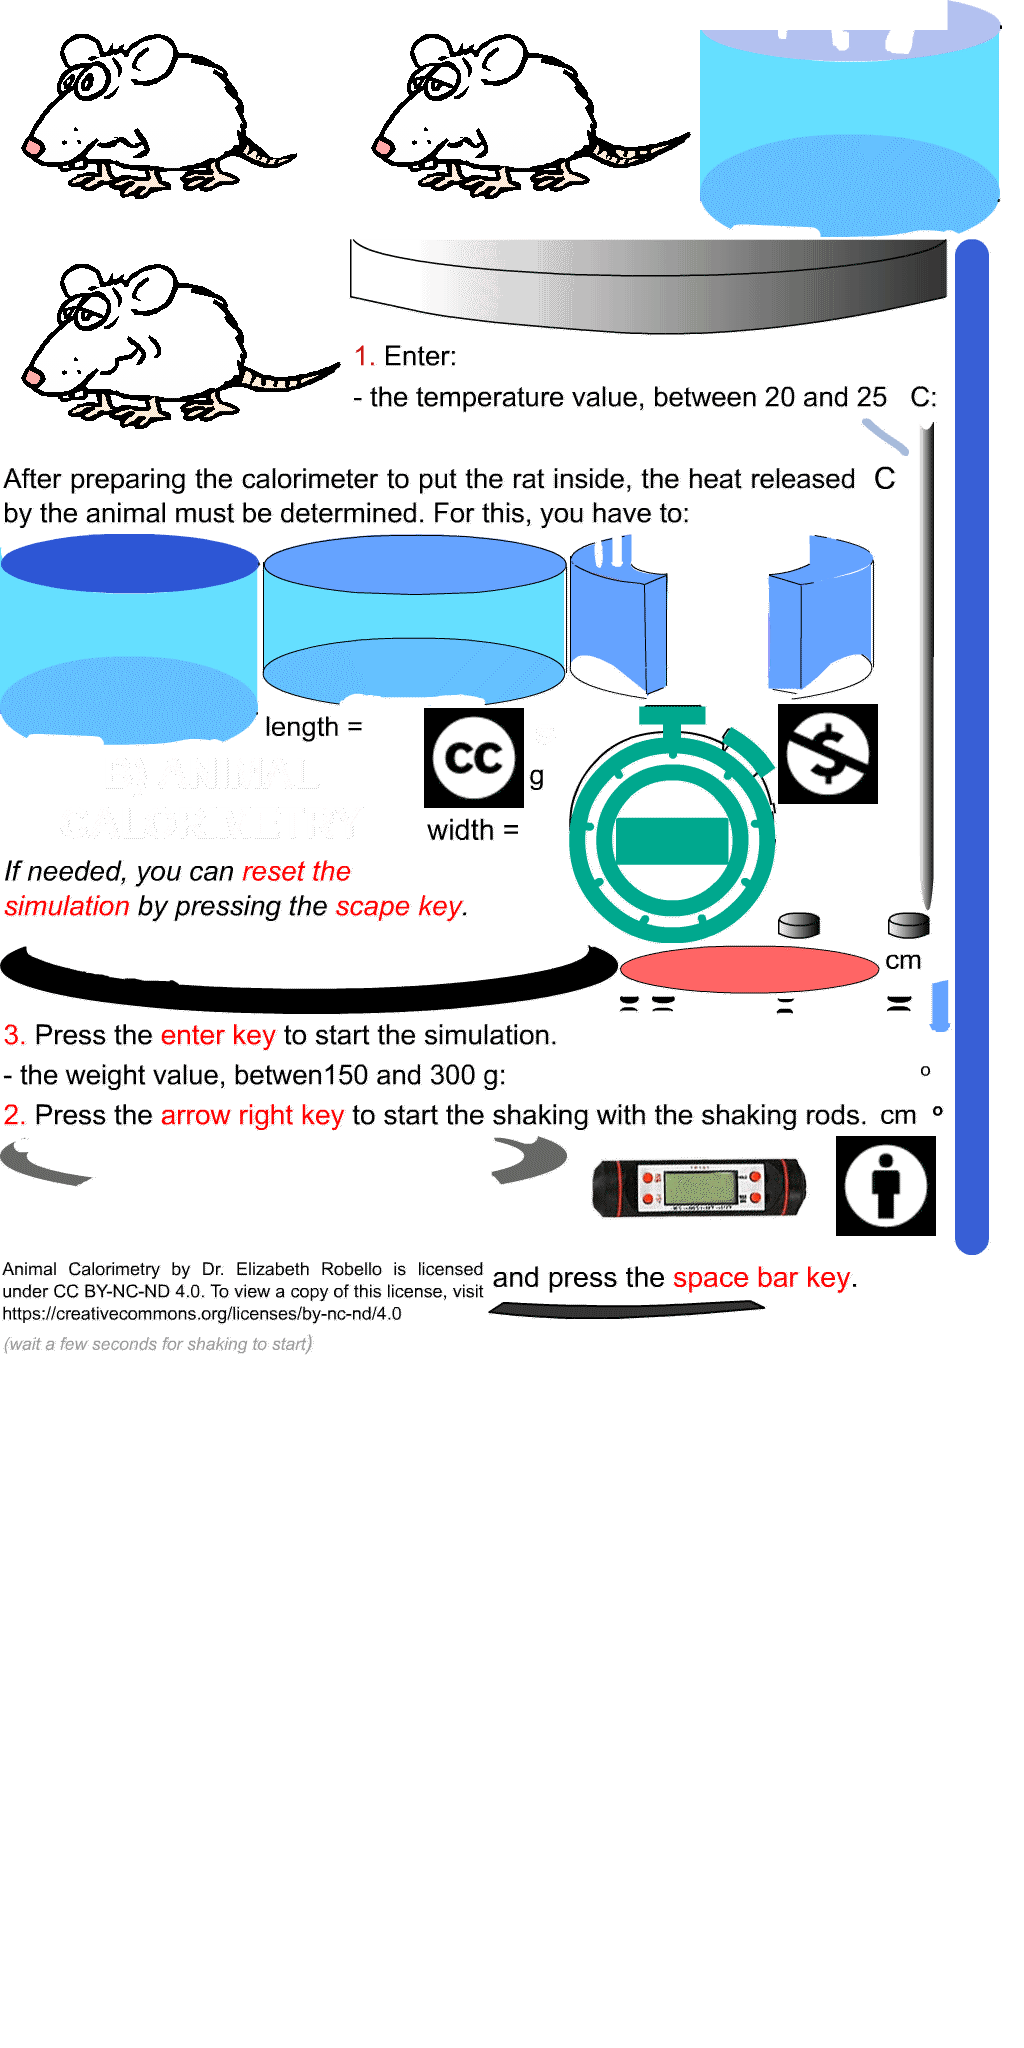 1. Enter:
- the temperature value, between 20 and 25 C:
After preparing the calorimeter to put the rat inside, the heat released C
by the animal must be determined. For this, you have to:
length =
CC
g
B) ANIMAL
CALORIMETRY
width =
If needed, you can reset the
simulation by pressing the scape key.
cm
3. Press the enter key to start the simulation.
- the weight value, betwen150 and 300 g:
o
2. Press the arrow right key to start the shaking with the shaking rods. cm º
Animal Calorimetry by Dr. Elizabeth Robello is licensed
under CC BY-NC-ND 4.0. To view a copy of this license, visit
https://creativecommons.org/licenses/by-nc-nd/4.0
and press the space bar key.
(wait a few seconds for shaking to start)